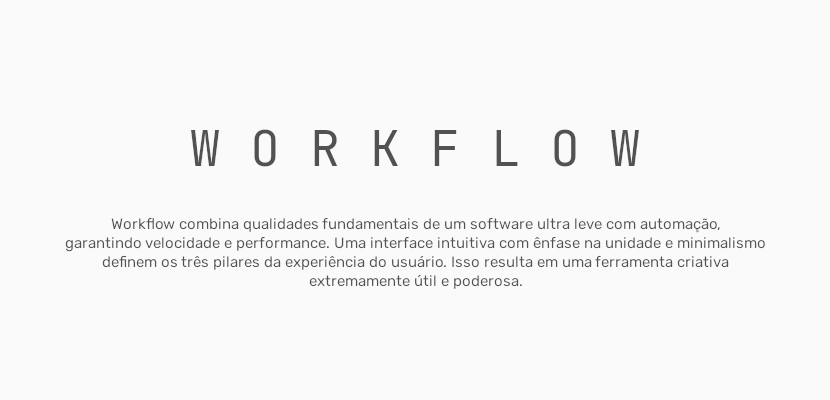 WORKFLOW
Workflow combina qualidades fundamentais de um software ultra leve com automação,
garantindo velocidade e performance. Uma interface intuitiva com ênfase na unidade e minimalismo
definem os três pilares da experiência do usuário. Isso resulta em uma ferramenta criativa
extremamente útil e poderosa.